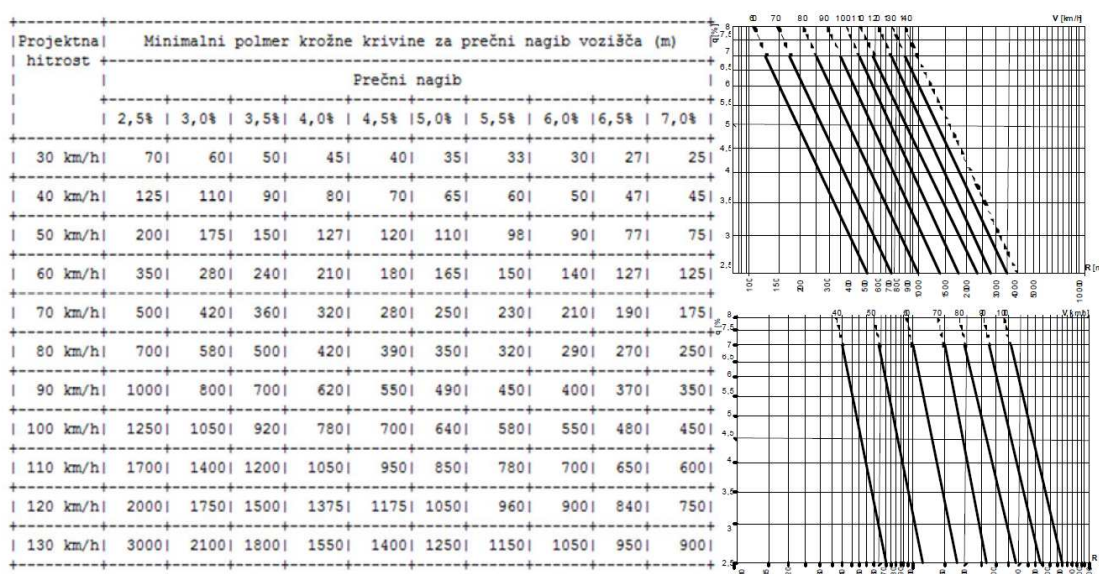 Projektna hitrost Minimalni polmer krožne krivine za prečni nagib vozišča (m)
Prečni nagib
2,5% 3,0% 3,5% 4,0% 4,5% 5,0% 5,5% 6,0% 6,5% 7,0%
30 km/h 70 60 50 45 40 35 33 30 27 25
40 km/h 125 110 90 80 70 65 60 50 47 45
50 km/h 200 175 150 127 120 110 98 90 77 75
60 km/h 350 280 240 210 180 165 150 140 127 125
70 km/h 500 420 360 320 280 250 230 210 190 175
80 km/h 700 580 500 420 390 350 320 290 270 250
90 km/h 1000 800 700 620 550 490 450 400 370 350
100 km/h 1250 1050 920 780 700 640 580 550 480 450
110 km/h 1700 1400 1200 1050 950 850 780 700 650 600
120 km/h 2000 1750 1500 1375 1175 1050 960 900 840 750
130 km/h 3000 2100 1800 1550 1400 1250 1150 1050 950 900
60 70 80 90 100 110 120 130 140 V [km/h]
q[%]
8
7,5
7
6,5
6
5,5
5
4,5
4
3,5
3
2,5
R
100 150 200 300 400 500 600 700 800 900 1000 1500 2000 3000 4000 5000
40 50 60 70 80 90 100
q[%]
8
7,5
7
6,5
6
5,5
5
4,5
4
3,5
3
2,5
R